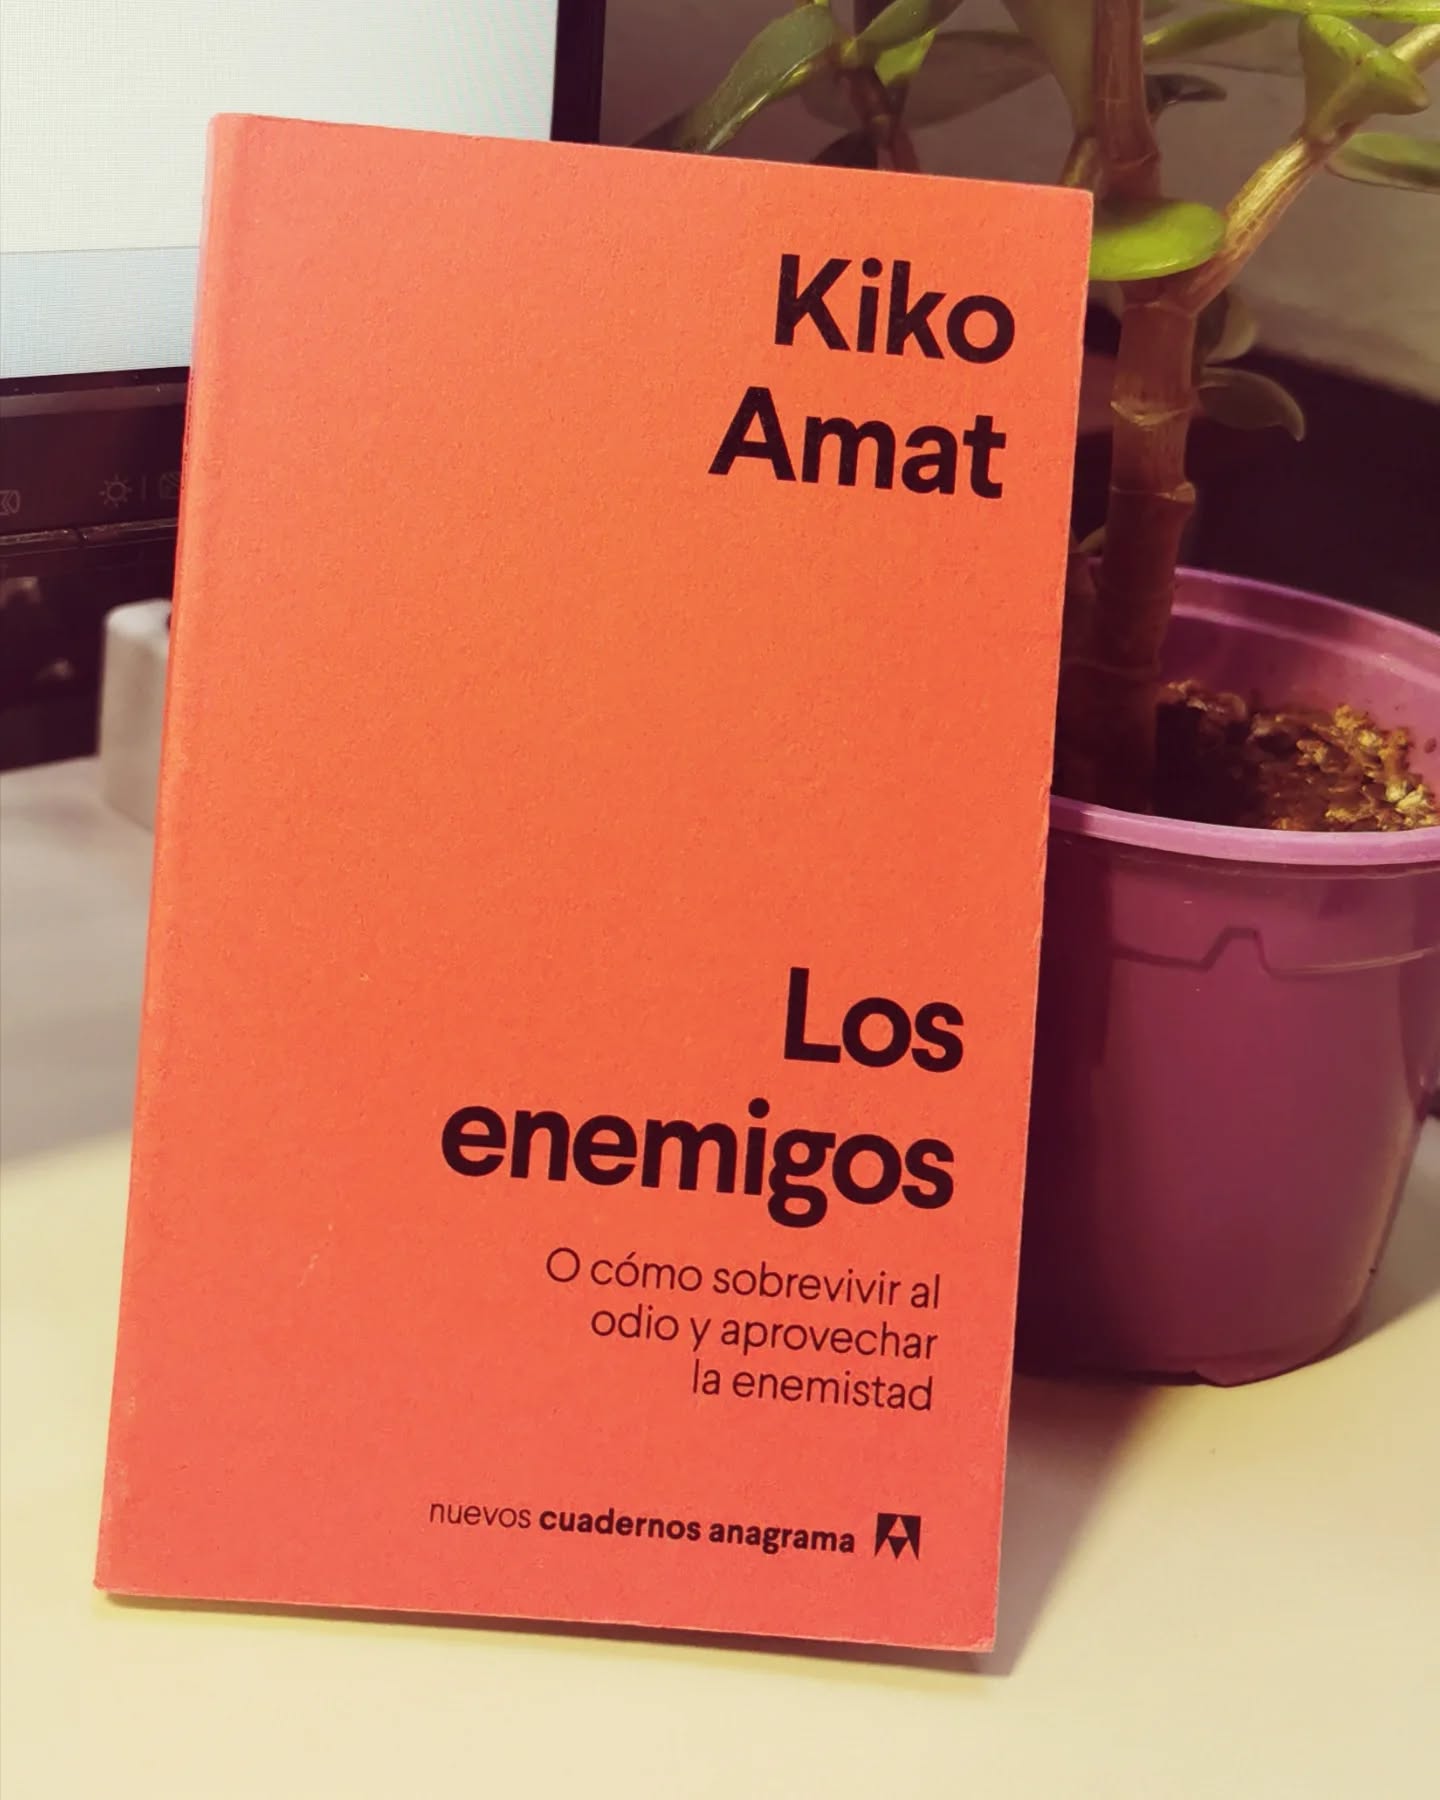 Kiko
Amat
Los
enemigos
O cómo sobrevivir al
odio y aprovechar
la enemistad
nuevos cuadernos anagrama